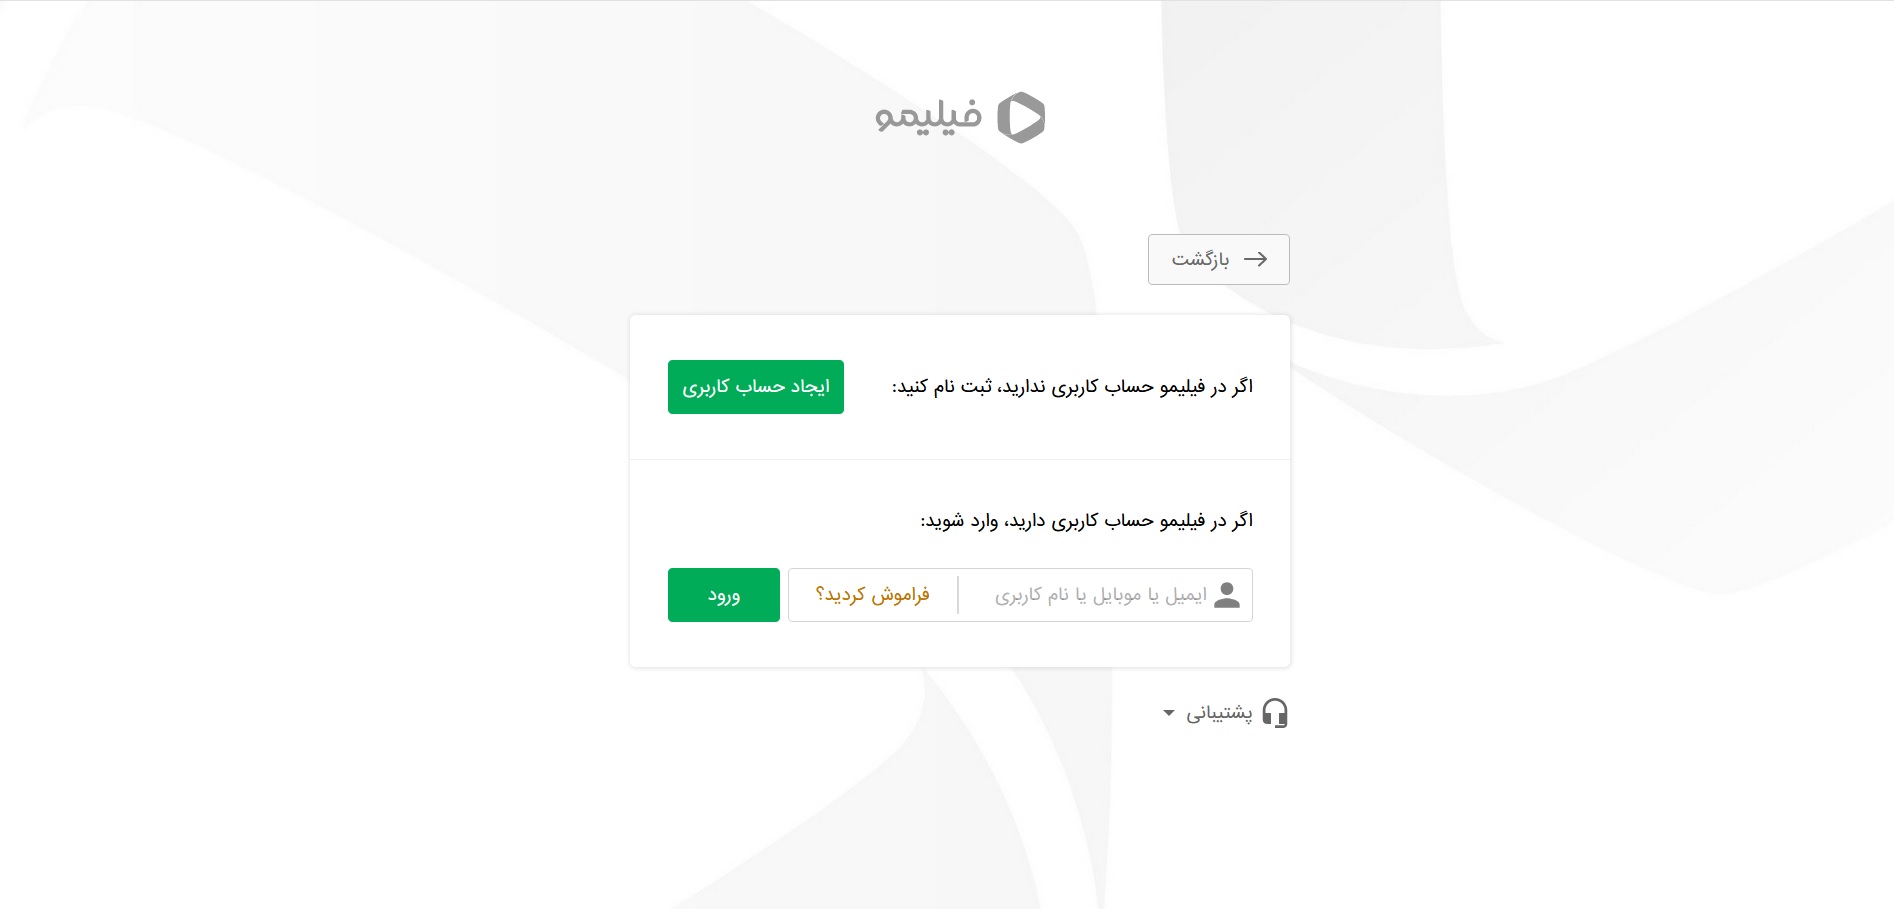 فیلیمو
بازگشت
اگر در فیلیمو حساب کاربری ندارید، ثبت نام کنید:
ایجاد حساب کاربری
اگر در فیلیمو حساب کاربری دارید، وارد شوید:
ایمیل یا موبایل یا نام کاربری
فراموش کردید؟
ورود
پشتیبانی